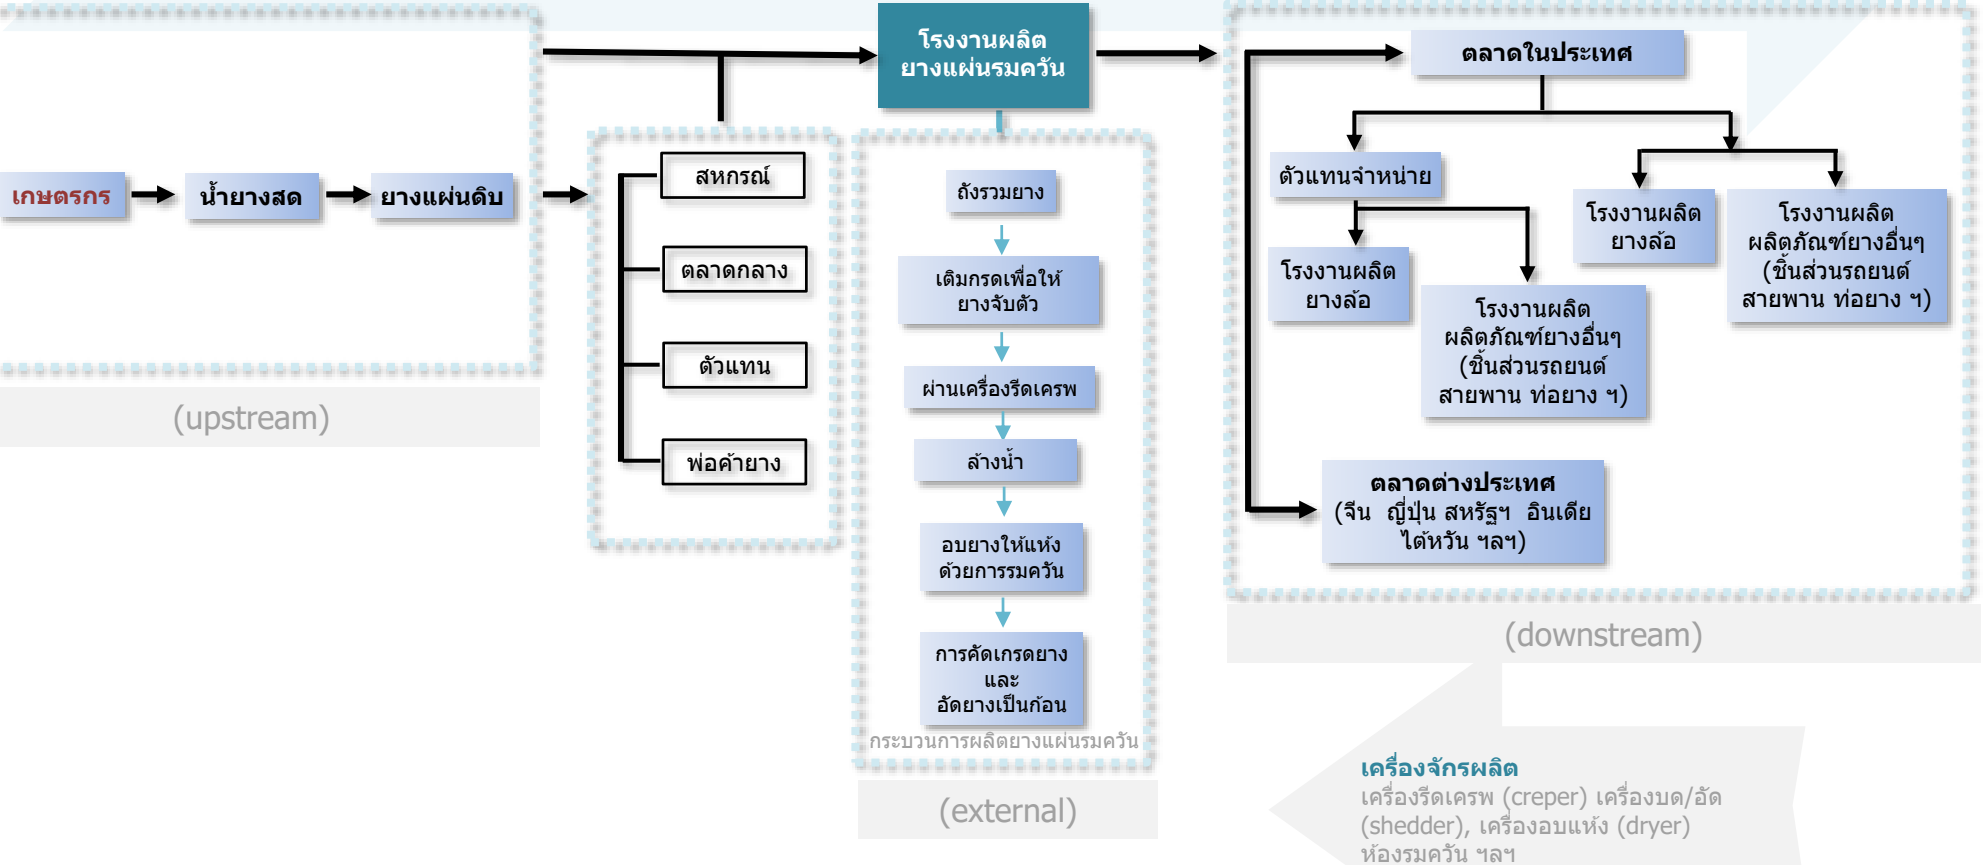 เกษตรกร
น้ำยางสด
ยางแผ่นดิบ
(upstream)
สหกรณ์
ตลาดกลาง
ตัวแทน
พ่อค้ายาง
โรงงานผลิต
ยางแผ่นรมควัน
ถังรวมยาง
เติมกรดเพื่อให้
ยางจับตัว
ผ่านเครื่องรีดเครพ
ล้างน้ำ
อบยางให้แห้ง
ด้วยการรมควัน
การคัดเกรดยาง
และ
อัดยางเป็นก้อน
กระบวนการผลิตยางแผ่นรมควัน
(external)
ตลาดในประเทศ
ตัวแทนจำหน่าย
โรงงานผลิต
ยางล้อ
โรงงานผลิต
ผลิตภัณฑ์ยางอื่นๆ
(ชิ้นส่วนรถยนต์
สายพาน ท่อยาง ฯ)
โรงงานผลิต
ยางล้อ
โรงงานผลิต
ผลิตภัณฑ์ยางอื่นๆ
(ชิ้นส่วนรถยนต์
สายพาน ท่อยาง ฯ)
ตลาดต่างประเทศ
(จีน ญี่ปุ่น สหรัฐฯ อินเดีย
ไต้หวัน ฯลฯ)
(downstream)
เครื่องจักรผลิต
เครื่องรีดเครพ (creper) เครื่องบด/อัด
(shedder), เครื่องอบแห้ง (dryer)
ห้องรมควัน ฯลฯ